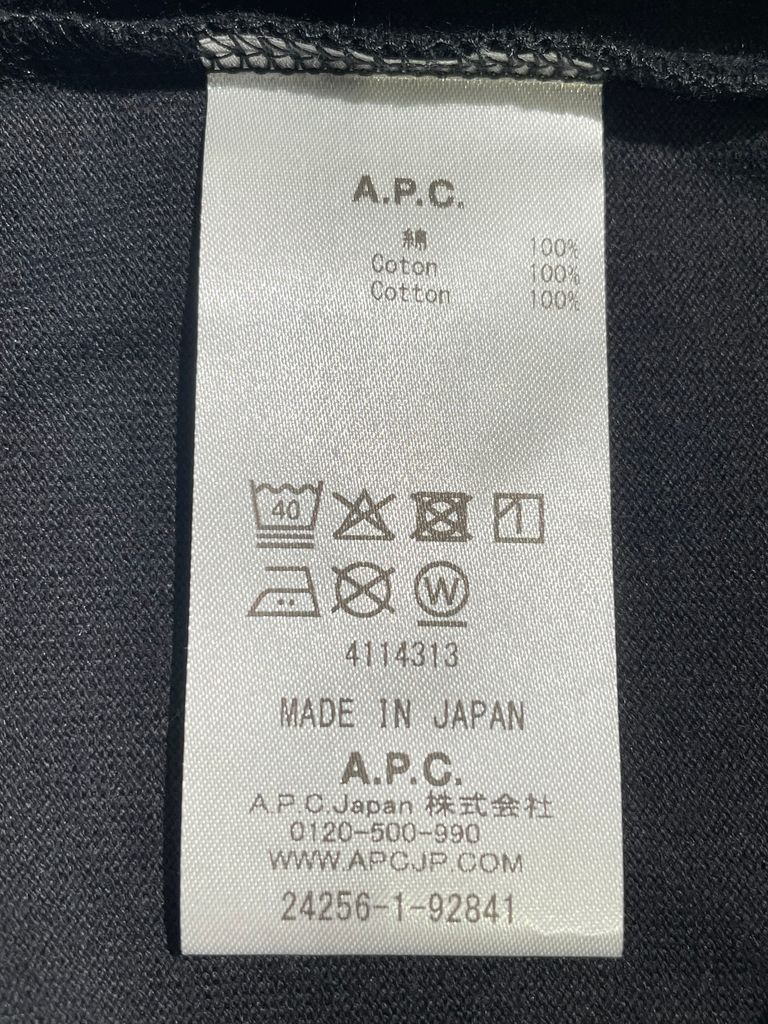 A.P.C.
綿 100%
Coton 100%
Cotton 100%
40
W
4114313
MADE IN JAPAN
A.P.C.
A.P.C.Japan 株式会社
0120-500-990
WWW.APCJP.COM
24256-1-92841